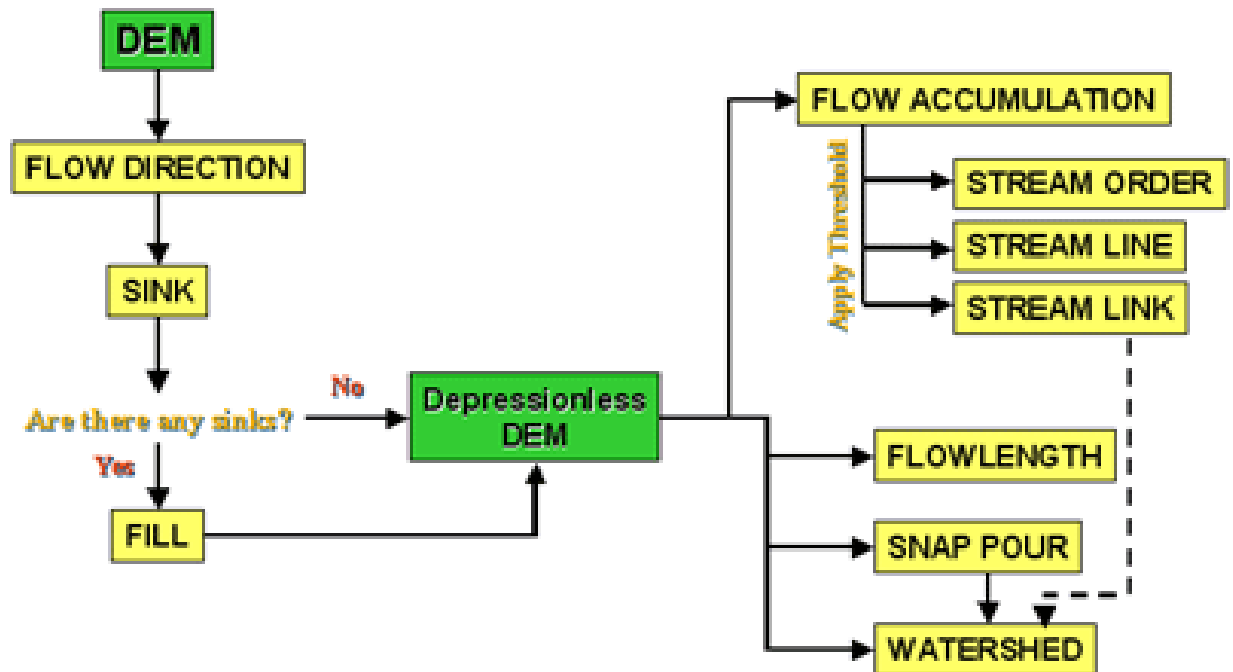 DEM
FLOW DIRECTION
SINK
Are there any sinks?
No
Yes
FILL
Depressionless
DEM
FLOW ACCUMULATION
Apply Threshold
STREAM ORDER
STREAM LINE
STREAM LINK
FLOWLENGTH
SNAP POUR
WATERSHED